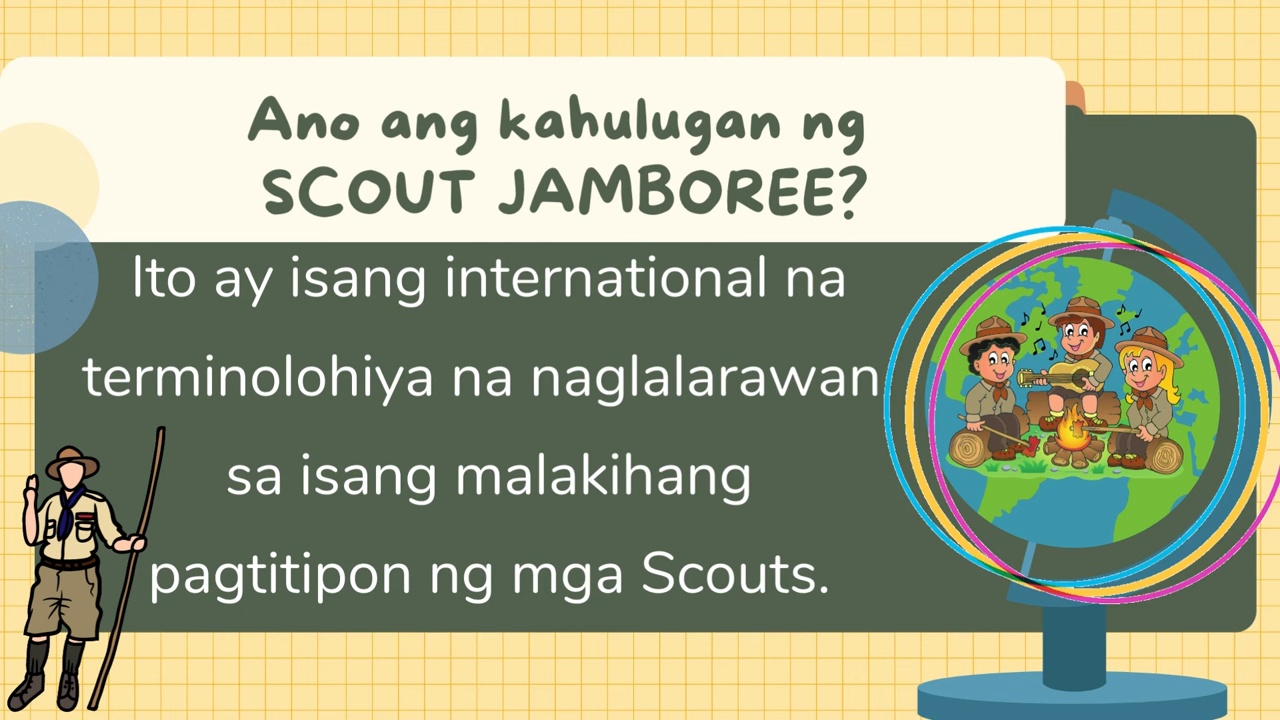 Ano ang kahulugan ng
SCOUT JAMBOREE?
Ito ay isang international na
terminolohiya na naglalarawan
sa isang malakihang
pagtitipon ng mga Scouts.